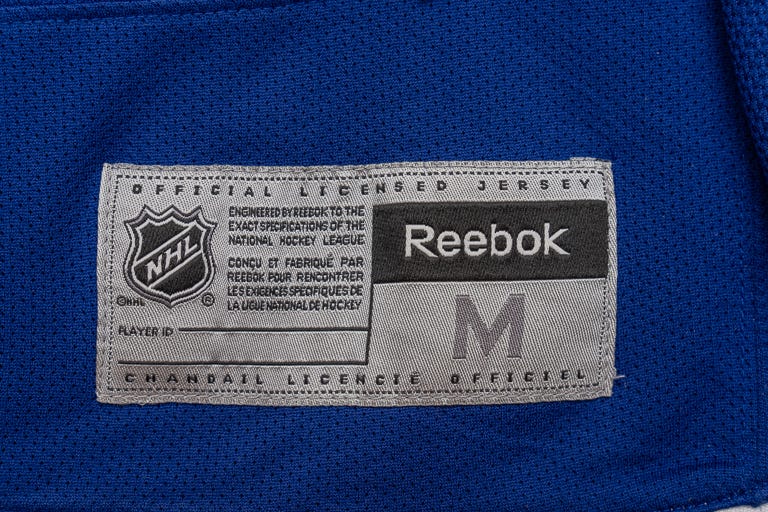 OFFICIAL LICENSED JERSEY
NHL
©NHL
®
ENGINEERED BY REEBOK TO THE
EXACT SPECIFICATIONS OF THE
NATIONAL HOCKEY LEAGUE
CONÇU ET FABRIQUÉ PAR
REEBOK POUR RENCONTRER
LES EXIGENCES SPÉCIFIQUES DE
LA LIGUE NATIONAL DE HOCKEY
PLAYER ID
Reebok
M
CHANDAIL LICENCIÉ OFFICIEL